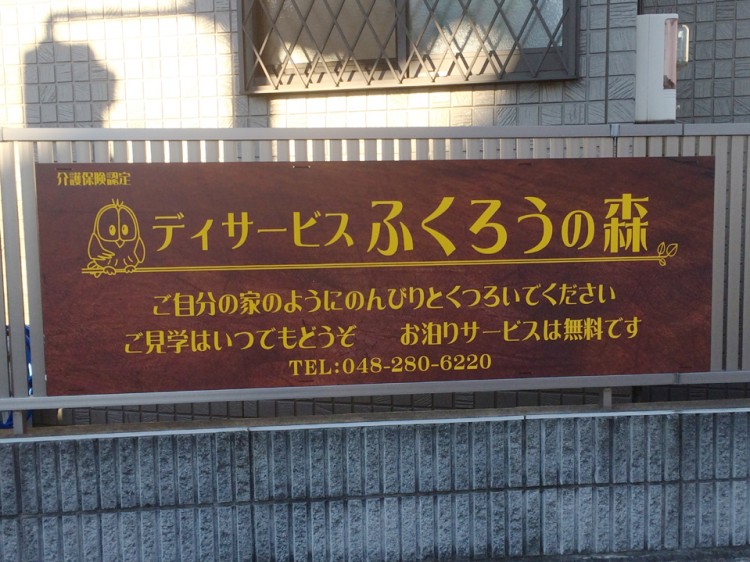 介護保険認定
ディサービス ふくろうの森
ご自分の家のようにのんびりとくつろいでください
ご見学はいつでもどうぞ お泊りサービスは無料です
TEL:048-280-6220